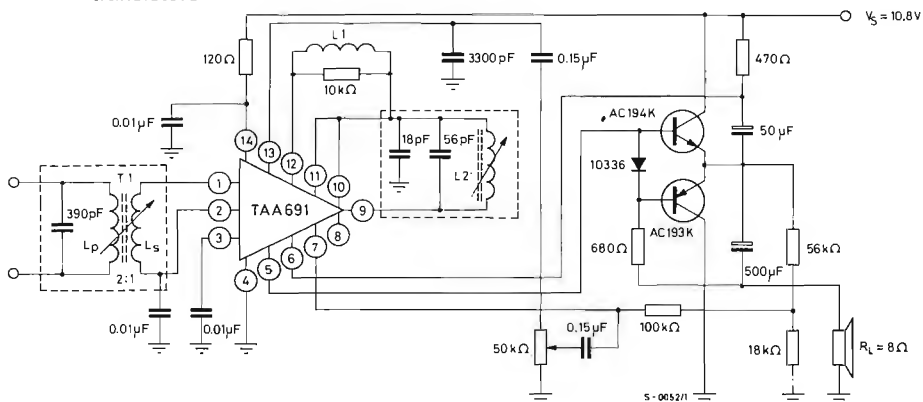 Vs = 10.8V
L1
120Ω
3300pF
0.15µF
470Ω
10kΩ
0.01µF
AC194K
50µF
14
13
12
11
10
18pF
56pF
L2
10336
T1
390pF
Lp
Ls
2:1
1
2
3
TAA691
9
8
7
6
5
4
AC193K
680Ω
500µF
56kΩ
0.01µF
0.01µF
0.15µF
100kΩ
50kΩ
18kΩ
RL = 8Ω
S-0052/1